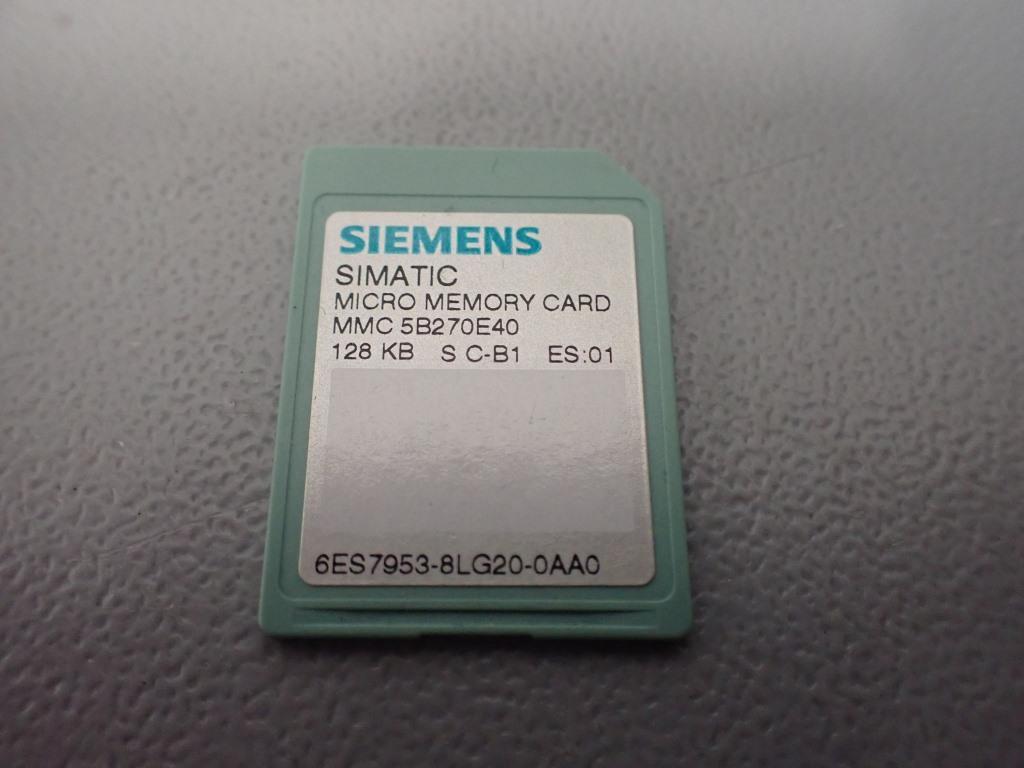 SIEMENS
SIMATIC
MICRO MEMORY CARD
MMC 5B270E40
128 KB S C-B1 ES:01
6ES7953-8LG20-0AA0